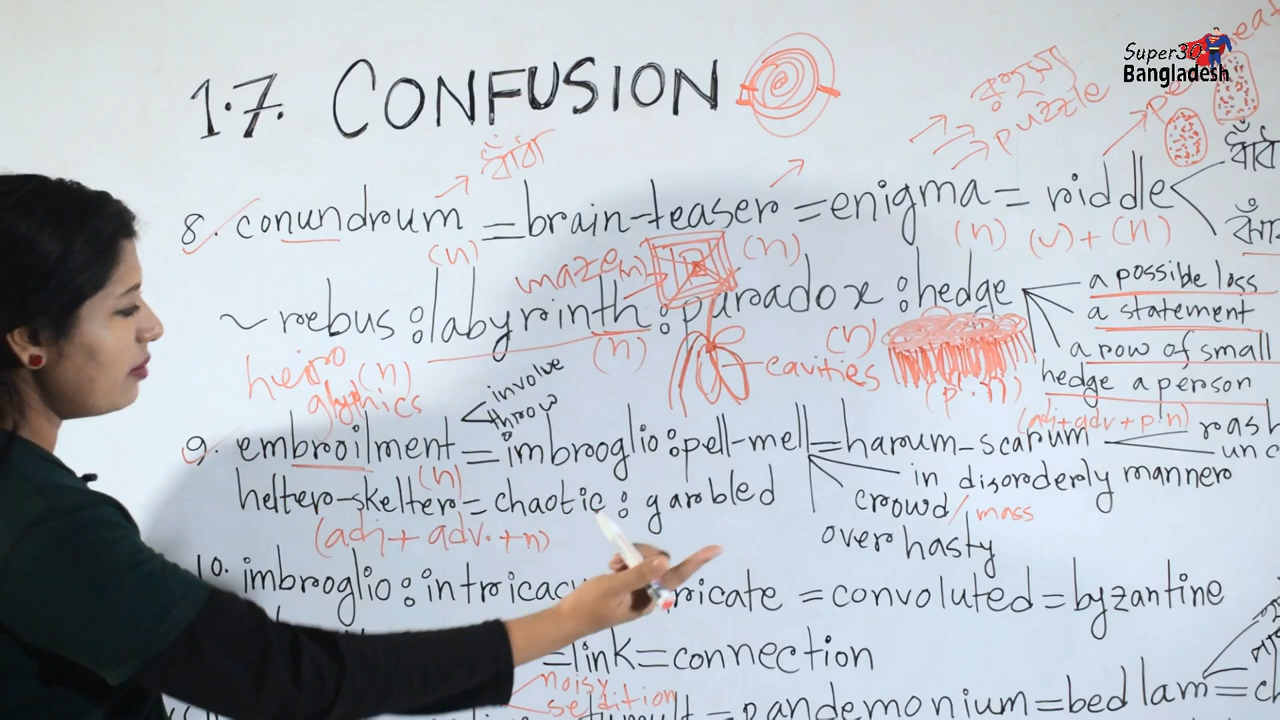 Super30
Bangladesh
1.7. CONFUSION
ধাঁধা
puzzle
8. conundrum = brain-teaser = enigma = riddle
(n) (n) (n) (v) + (n)
maze(n)
~ rebus : labyrinth : paradox : hedge
a possible loss
a statement
a row of small
hedge a person
hiero
glyphics
(n) (n) (n) (p.n)
cavities
involve
throw
(adj+adv+p.n)
9. embroilment = imbroglio : pell-mell = harum-scarum
(n)
rash
in disorderly manner
helter-skelter = chaotic : garbled
crowd / mass
(adj + adv. + n)
over hasty
10. imbroglio : intricacy
ricate = convoluted = byzantine
= link = connection
noisy
sedition
tumult = pandemonium = bedlam =